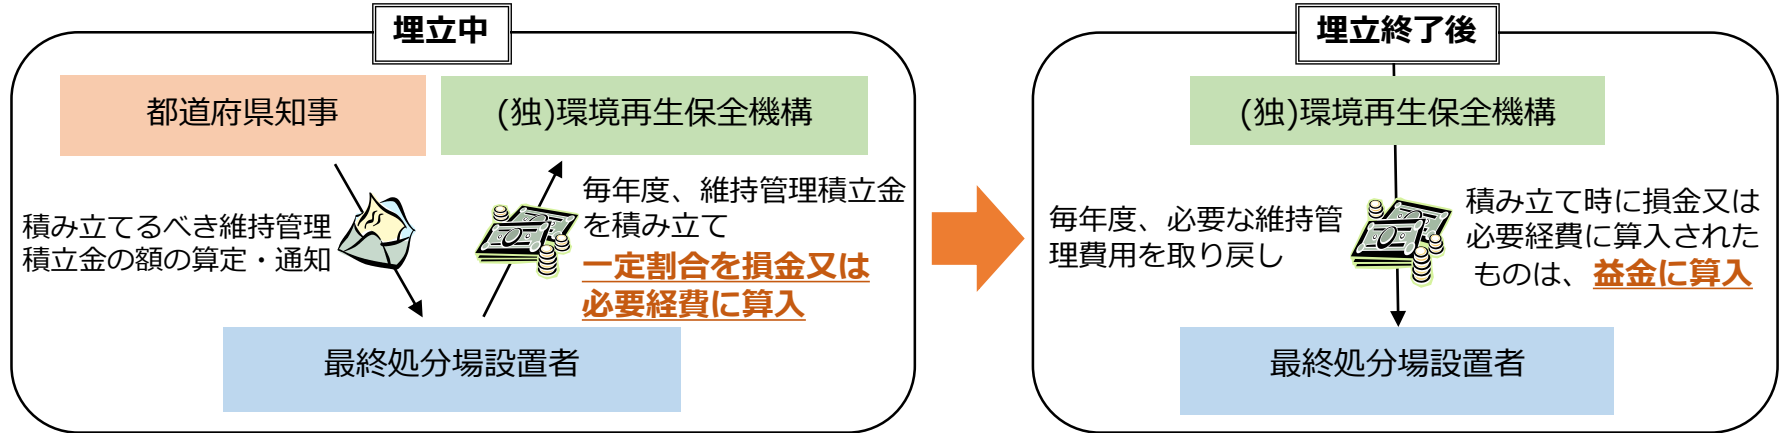 埋立中
都道府県知事
(独)環境再生保全機構
積み立てるべき維持管理
積立金の額の算定・通知
毎年度、維持管理積立金
を積み立て
一定割合を損金又は
必要経費に算入
最終処分場設置者
埋立終了後
(独)環境再生保全機構
毎年度、必要な維持管
理費用を取り戻し
積み立て時に損金又は
必要経費に算入された
ものは、益金に算入
最終処分場設置者